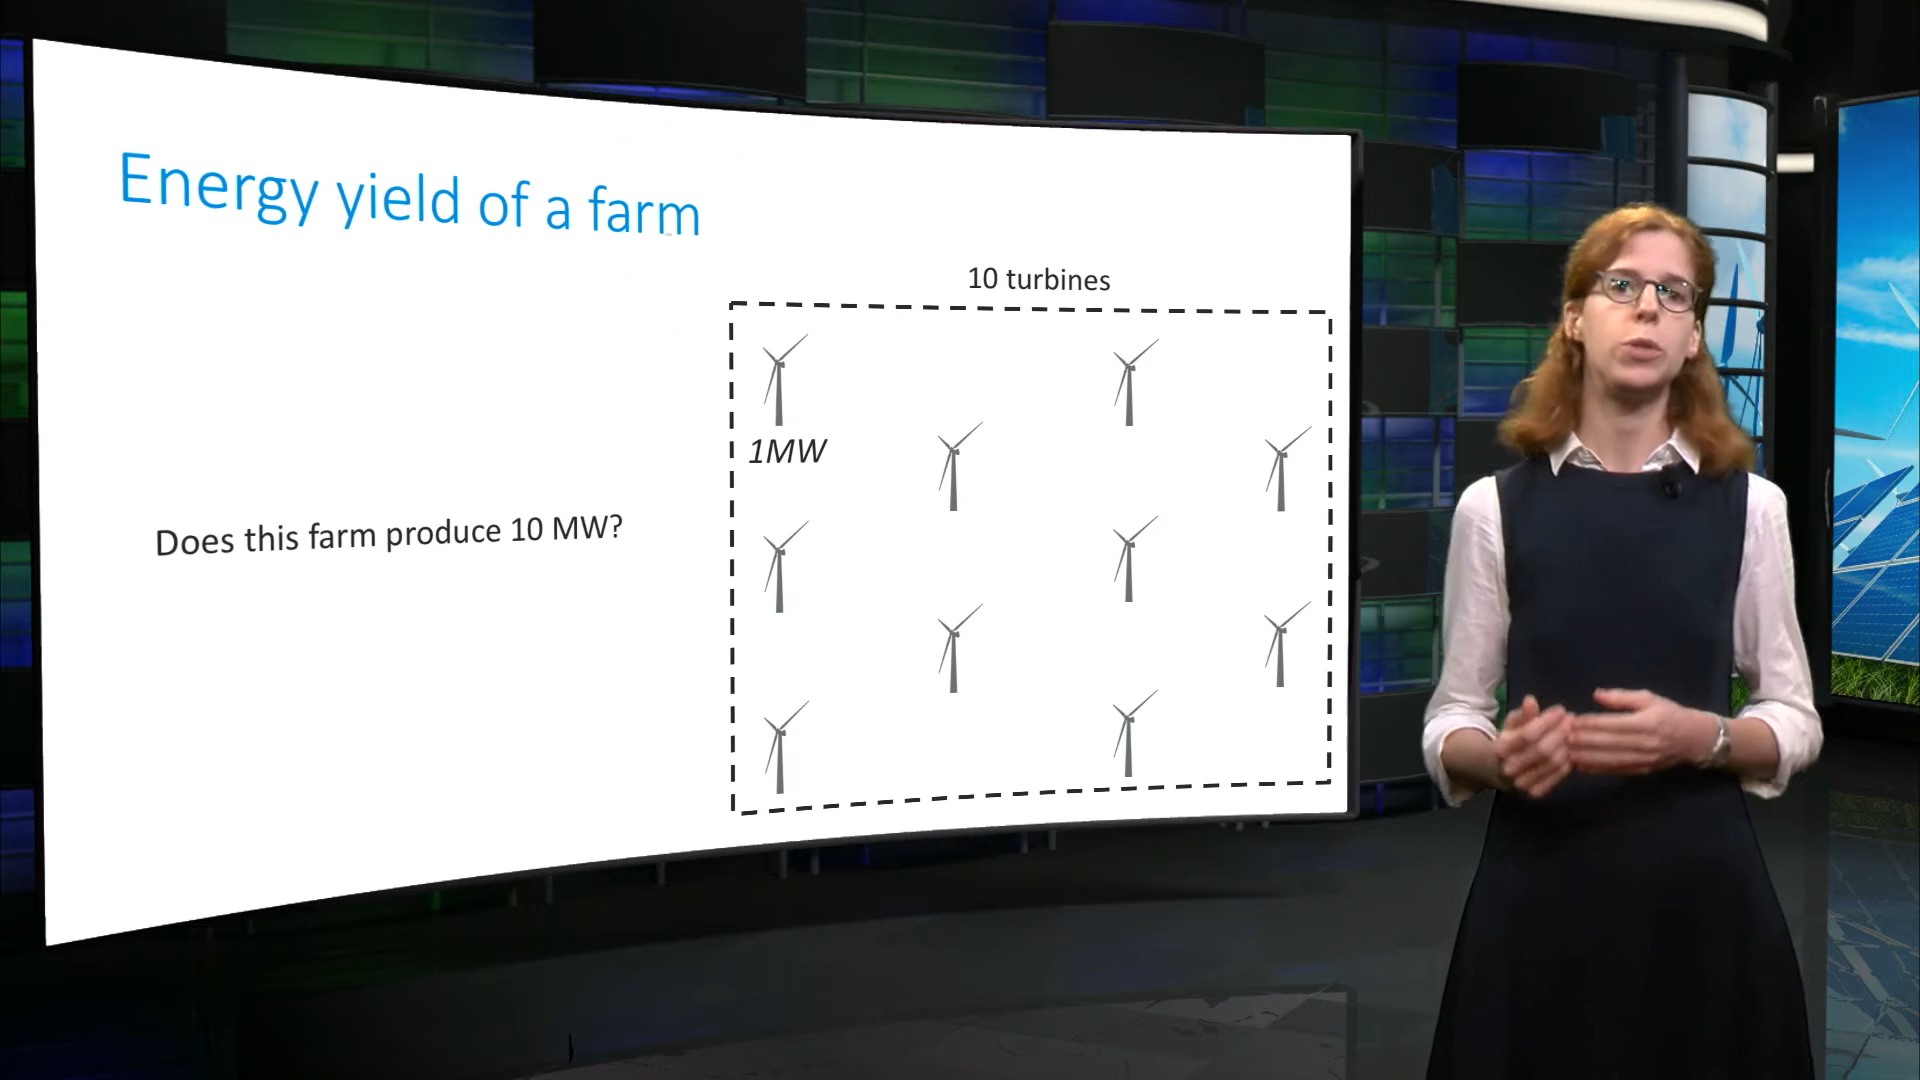 Energy yield of a farm
10 turbines
1MW
Does this farm produce 10 MW?